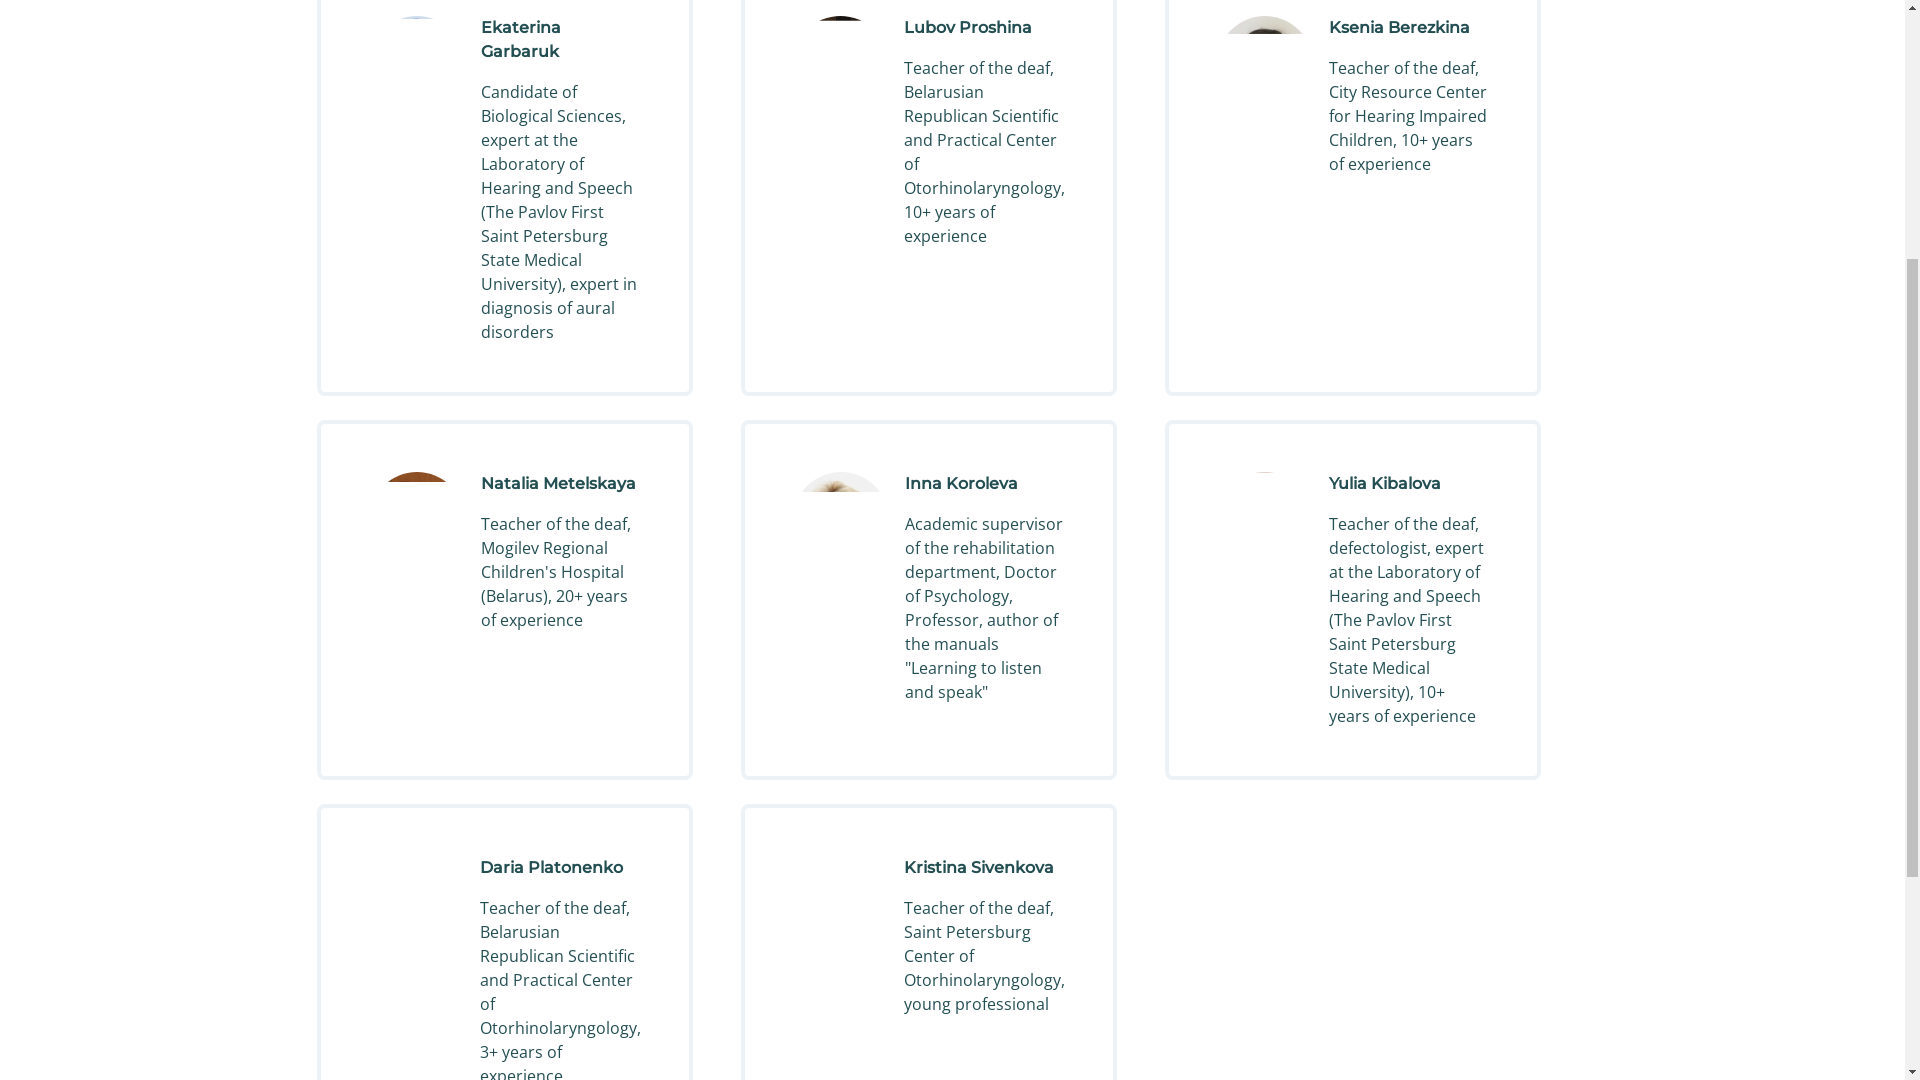 Ekaterina
Garbaruk
Candidate of
Biological Sciences,
expert at the
Laboratory of
Hearing and Speech
(The Pavlov First
Saint Petersburg
State Medical
University), expert in
diagnosis of aural
disorders
Lubov Proshina
Teacher of the deaf,
Belarusian
Republican Scientific
and Practical Center
of
Otorhinolaryngology,
10+ years of
experience
Ksenia Berezkina
Teacher of the deaf,
City Resource Center
for Hearing Impaired
Children, 10+ years
of experience
Natalia Metelskaya
Teacher of the deaf,
Mogilev Regional
Children's Hospital
(Belarus), 20+ years
of experience
Inna Koroleva
Academic supervisor
of the rehabilitation
department, Doctor
of Psychology,
Professor, author of
the manuals
"Learning to listen
and speak"
Yulia Kibalova
Teacher of the deaf,
defectologist, expert
at the Laboratory of
Hearing and Speech
(The Pavlov First
Saint Petersburg
State Medical
University), 10+
years of experience
Daria Platonenko
Teacher of the deaf,
Belarusian
Republican Scientific
and Practical Center
of
Otorhinolaryngology,
3+ years of
experience
Kristina Sivenkova
Teacher of the deaf,
Saint Petersburg
Center of
Otorhinolaryngology,
young professional